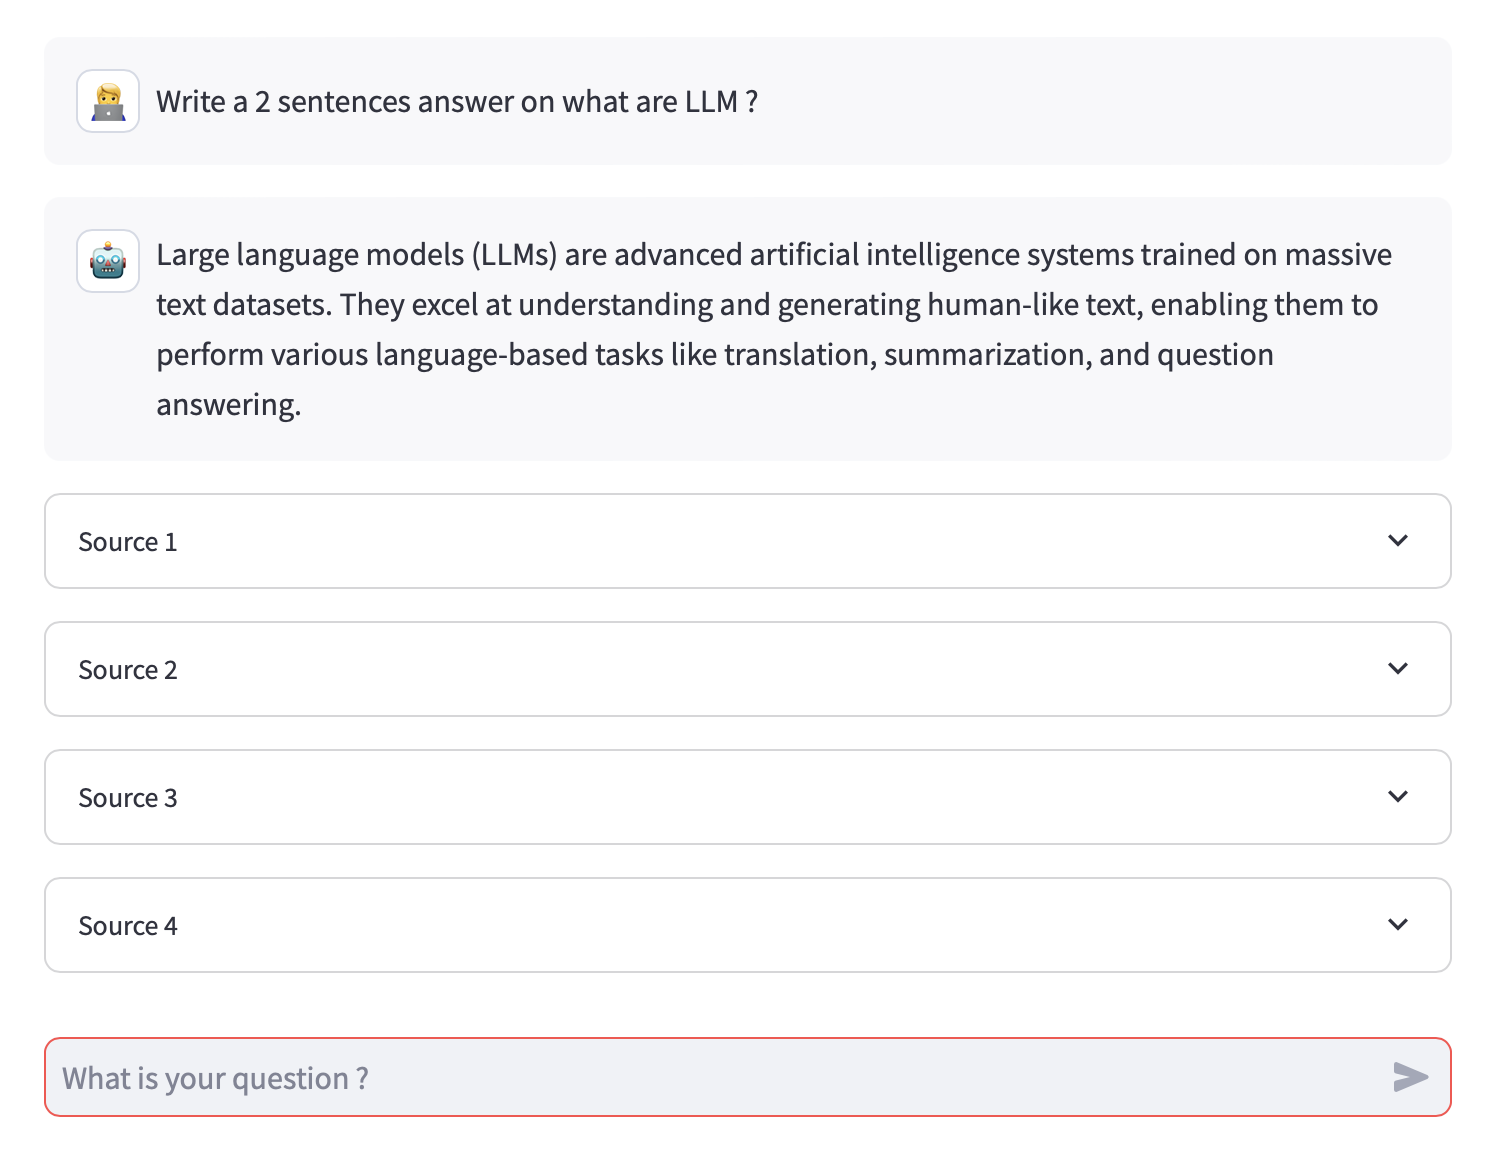 Write a 2 sentences answer on what are LLM ?
Large language models (LLMs) are advanced artificial intelligence systems trained on massive
text datasets. They excel at understanding and generating human-like text, enabling them to
perform various language-based tasks like translation, summarization, and question
answering.
Source 1
Source 2
Source 3
Source 4
What is your question ?